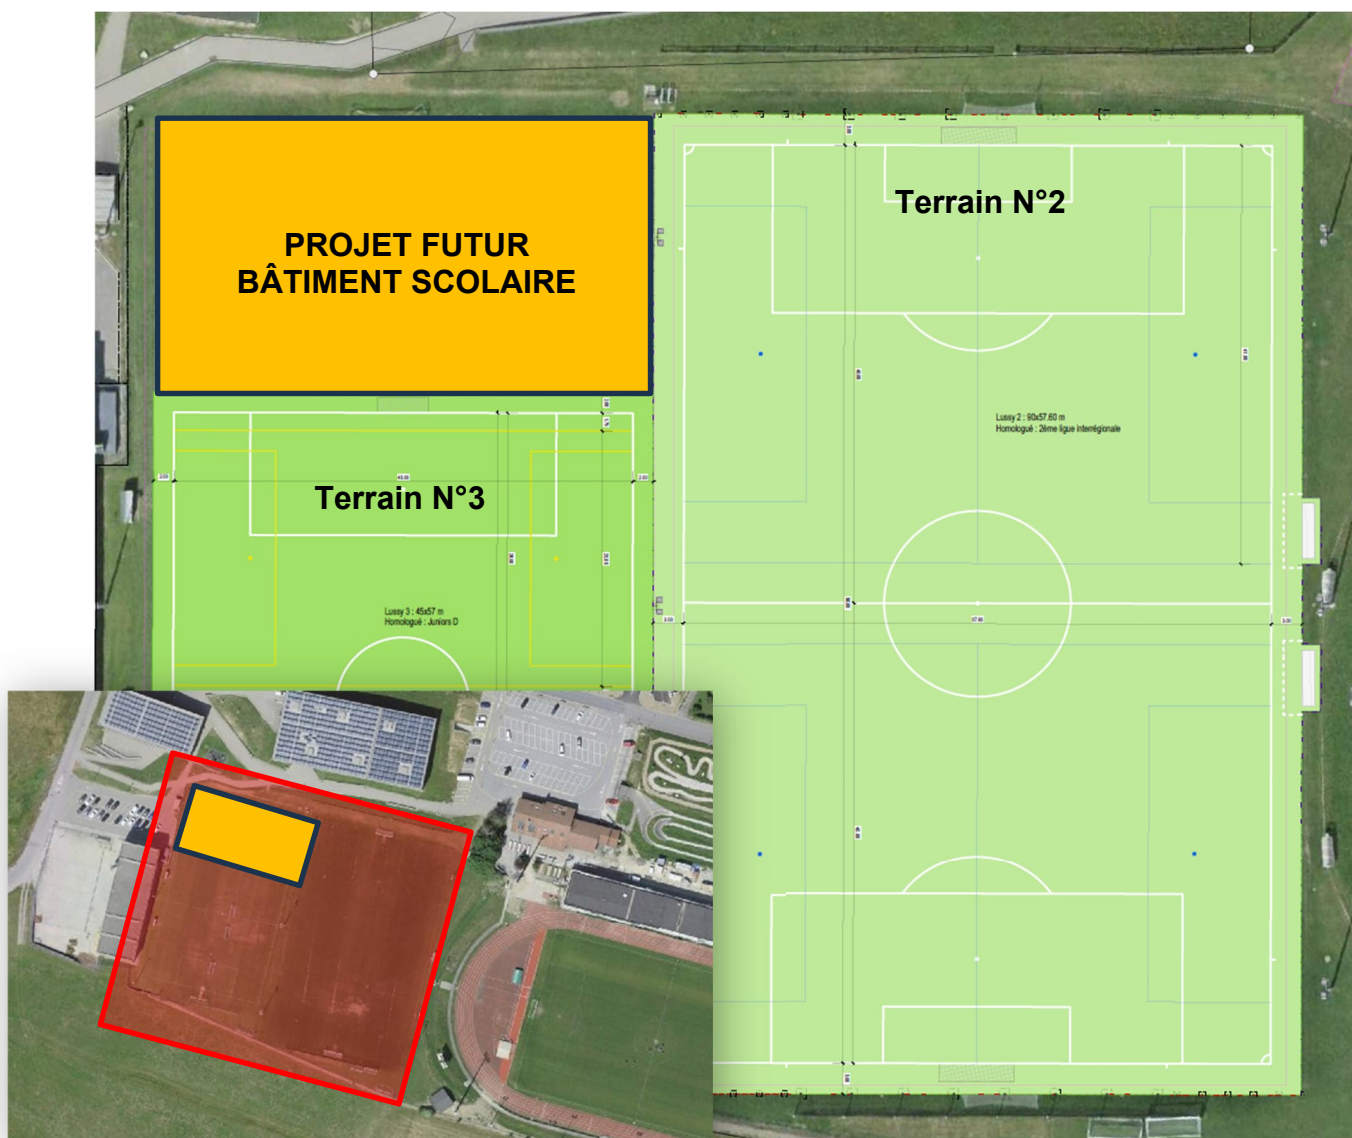 PROJET FUTUR
BÂTIMENT SCOLAIRE
Terrain N°2
Lussy 2 : 90x57.60 m
Homologué : 2ème ligue interrégionale
Terrain N°3
Lussy 3 : 45x57 m
Homologué : Juniors D